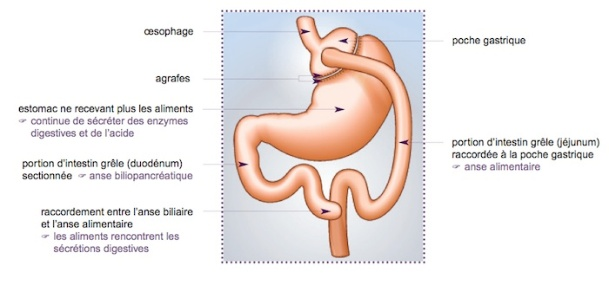 œsophage
agrafes
estomac ne recevant plus les aliments
☞ continue de sécréter des enzymes
digestives et de l'acide
portion d'intestin grêle (duodénum)
sectionnée ☞ anse biliopancréatique
raccordement entre l'anse biliaire
et l'anse alimentaire
☞ les aliments rencontrent les
sécrétions digestives
poche gastrique
portion d'intestin grêle (jéjunum)
raccordée à la poche gastrique
☞ anse alimentaire